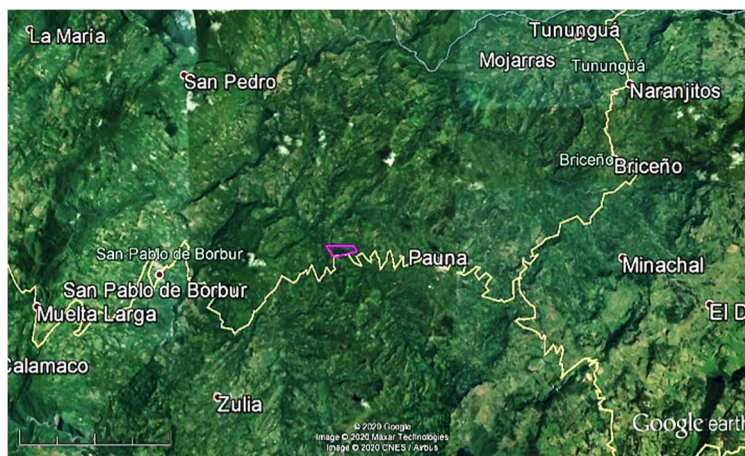 La María
Tununguá
Mojarras
Tununguá
San Pedro
Naranjitos
Briceño
Briceño
San Pablo de Borbur
Pauna
Minachal
San Pablo de Borbur
Muelta Larga
El D
Calamaco
Zulia
© 2020 Google
Image © 2020 Maxar Technologies
Image © 2020 CNES / Airbus
Google earth